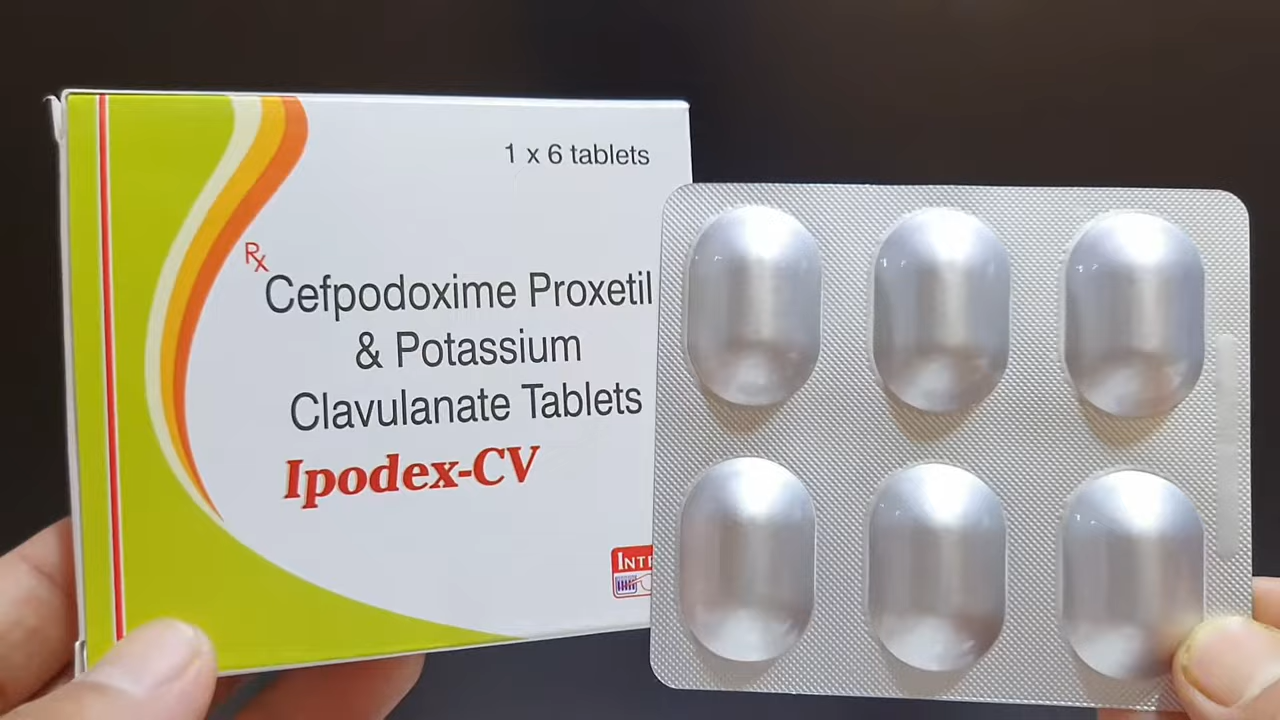 1 x 6 tablets
Rx
Cefpodoxime Proxetil
& Potassium
Clavulanate Tablets
Ipodex-CV